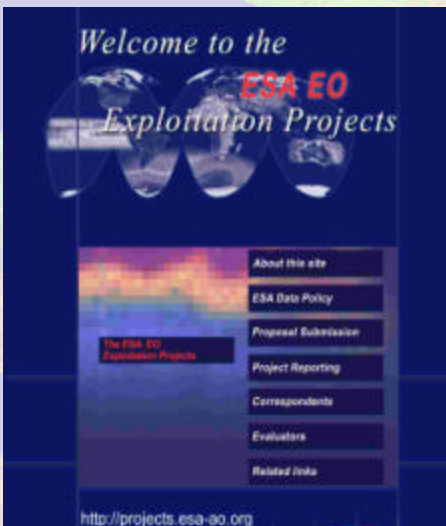 Welcome to the
ESA EO
Exploitation Projects
About this site
ESA Data Policy
Proposal Submission
The ESA EO
Exploitation Projects
Project Reporting
Correspondents
Evaluators
Related links
http://projects.esa-ao.org